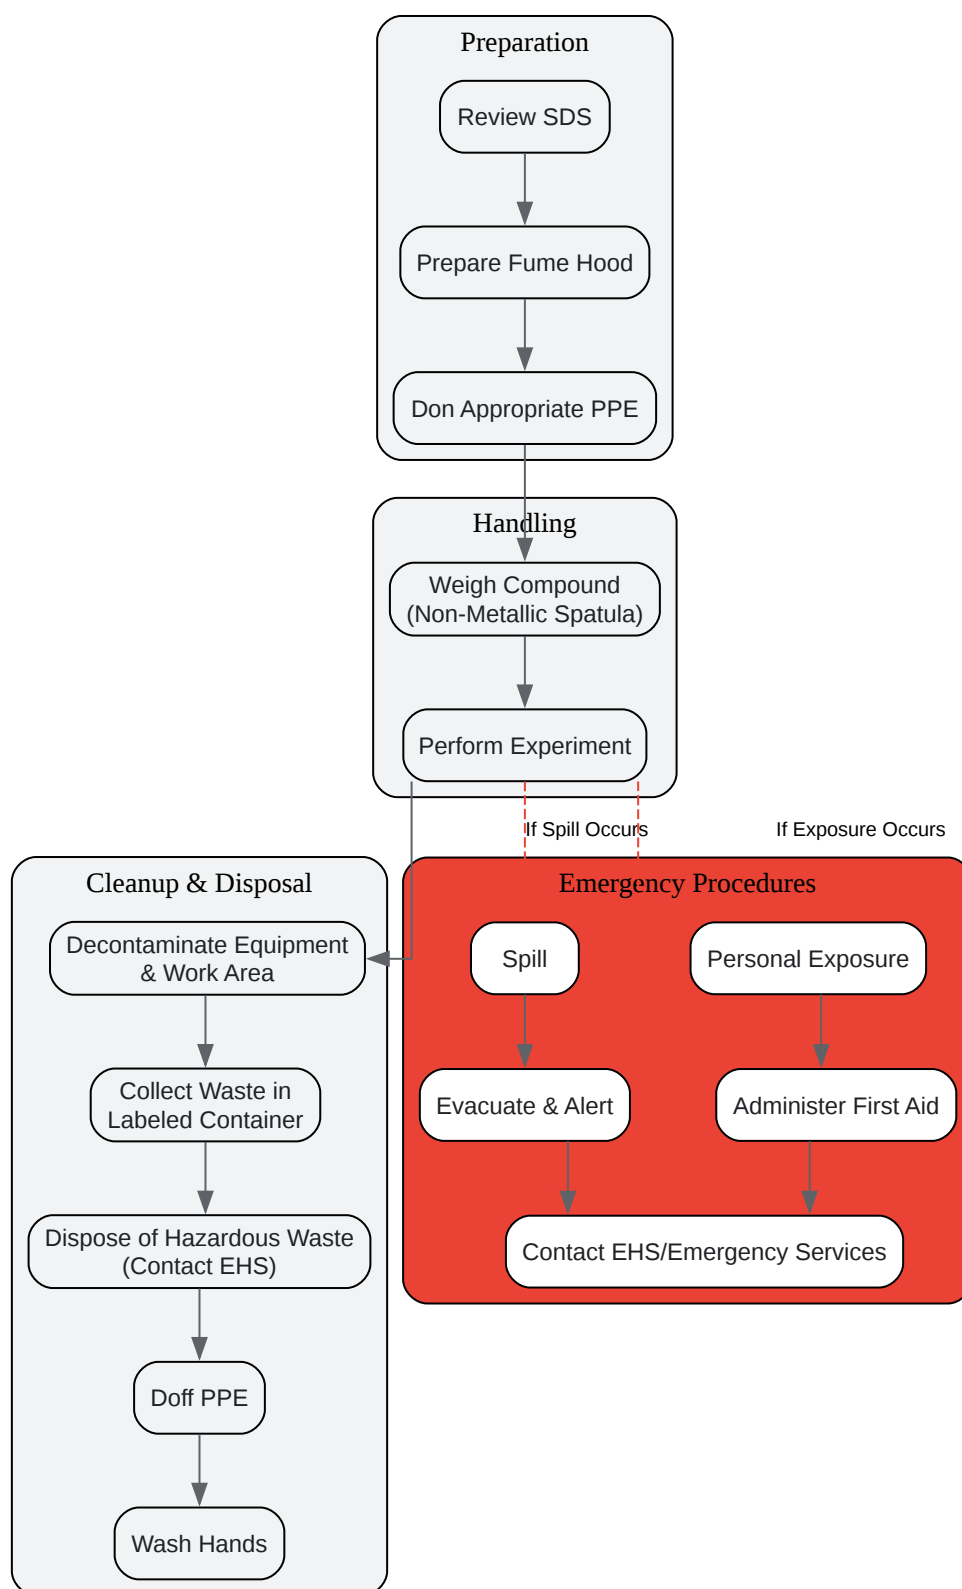 Preparation
Review SDS
Prepare Fume Hood
Don Appropriate PPE
Handling
Weigh Compound
(Non-Metallic Spatula)
Perform Experiment
If Spill Occurs
If Exposure Occurs
Cleanup & Disposal
Decontaminate Equipment
& Work Area
Collect Waste in
Labeled Container
Dispose of Hazardous Waste
(Contact EHS)
Doff PPE
Wash Hands
Emergency Procedures
Spill
Personal Exposure
Evacuate & Alert
Administer First Aid
Contact EHS/Emergency Services